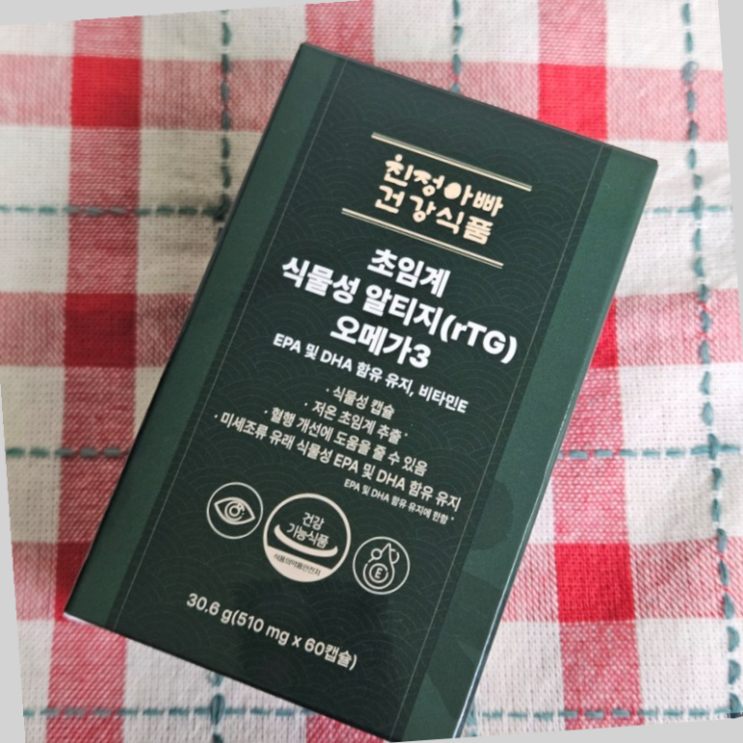 친정아빠
건강식품
초임계
식물성 알티지(rTG)
오메가3
EPA 및 DHA 함유 유지, 비타민E
· 식물성 캡슐
· 저온 초임계 추출*
· 혈행 개선에 도움을 줄 수 있음
· 미세조류 유래 식물성 EPA 및 DHA 함유 유지
EPA 및 DHA 함유 유지에 한함*
건강
기능식품
식품의약품안전처
E
30.6 g(510 mg x 60캡슐)